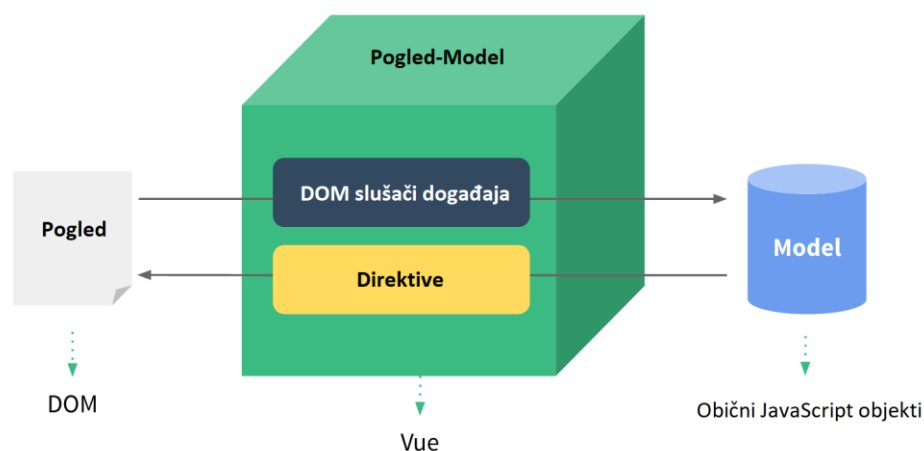 Pogled-Model
DOM slušači događaja
Pogled
Direktive
Model
DOM
Vue
Obični JavaScript objekti